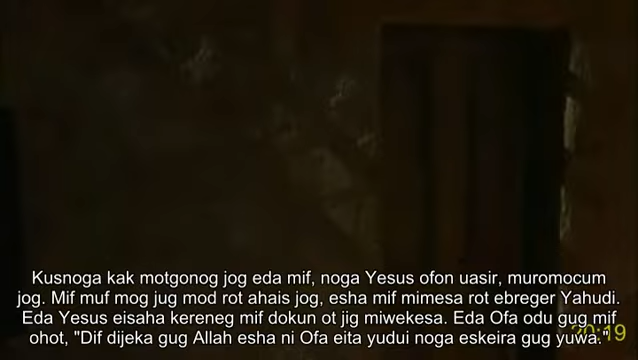 Kusnoga kak motgonog jog eda mif, noga Yesus ofon uasir, muromocum
jog. Mif muf mog jug mod rot ahais jog, esha mif mimesa rot ebreger Yahudi.
Eda Yesus eisaha kereneg mif dokun ot jig miwekesa. Eda Ofa odu gug mif
ohot, "Dif dijeka gug Allah esha ni Ofa eita yudui noga eskeira gug yuwa."
20:19